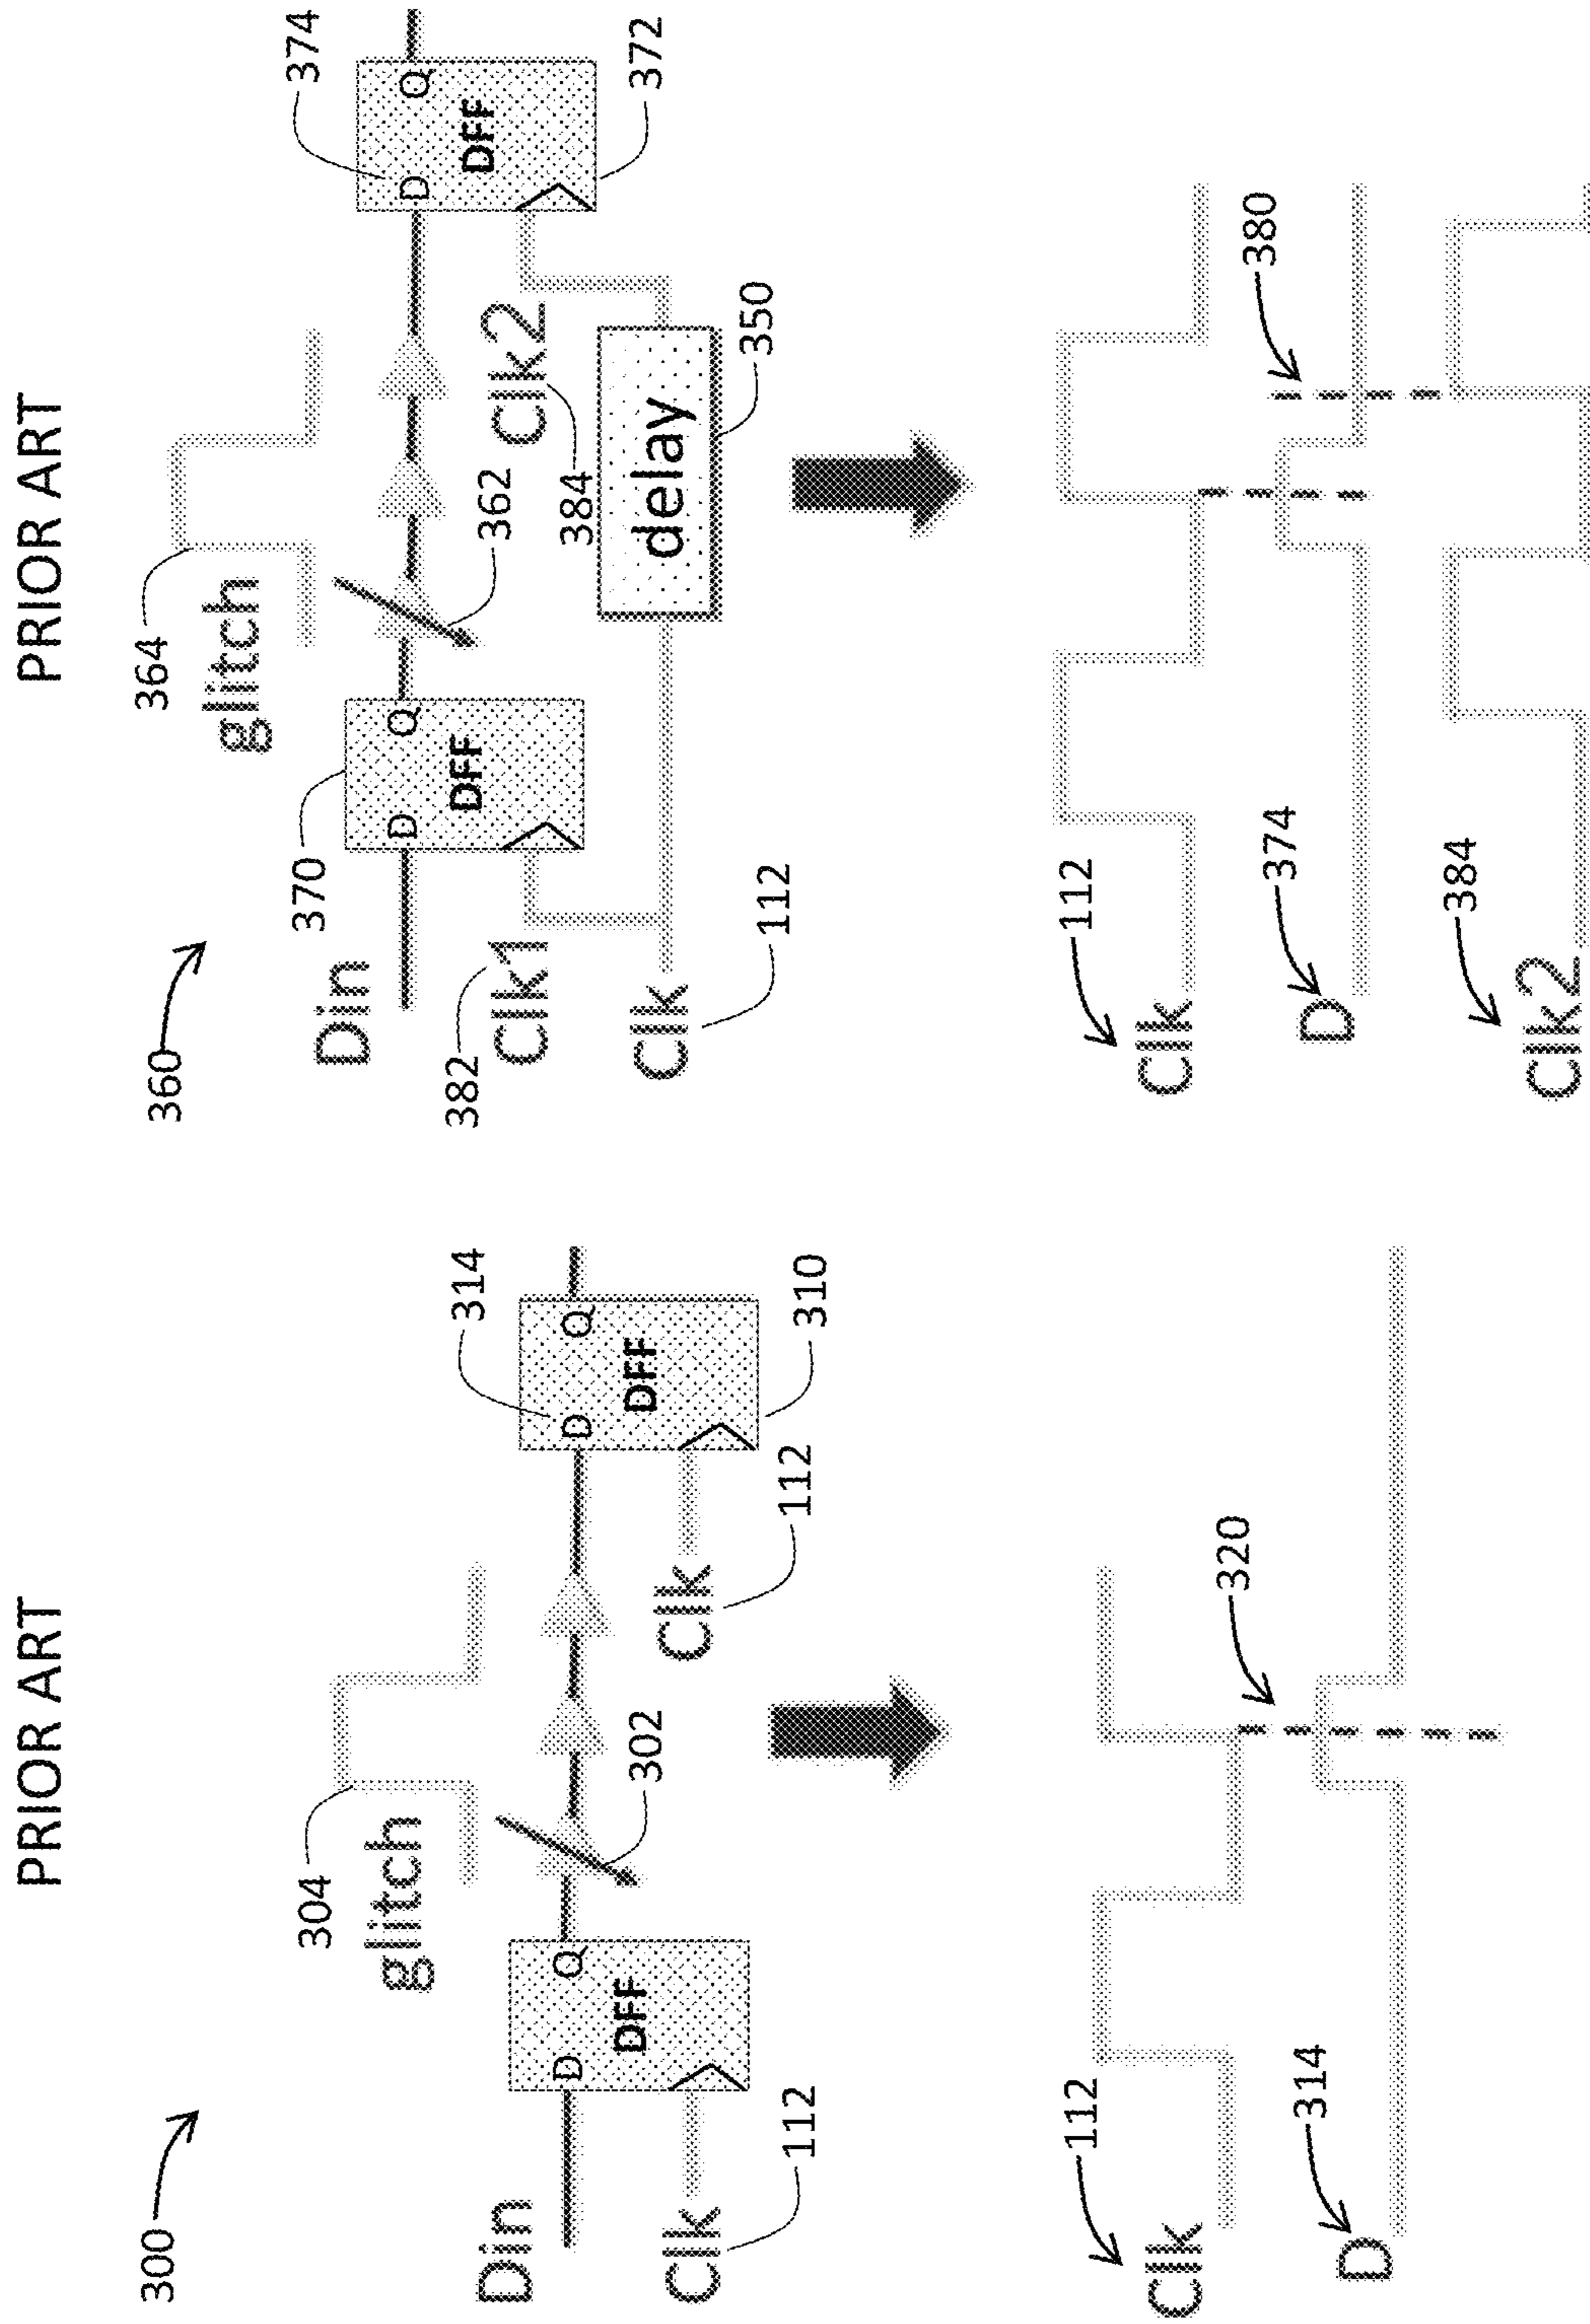 PRIOR ART
300
304
glitch
314
Din
D
Q
DFF
302
D
Q
DFF
Clk
112
Clk
112
310
112
Clk
320
314
D
PRIOR ART
360
364
glitch
374
370
Din
D
Q
DFF
362
D
Q
DFF
382
Clk1
384
Clk2
372
Clk
112
delay
350
112
Clk
380
374
D
384
Clk2